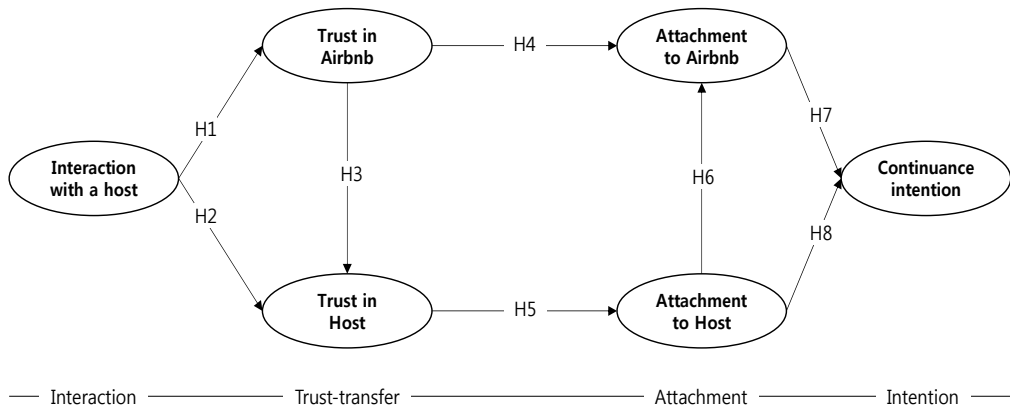 Trust in
Airbnb
H4
Attachment
to Airbnb
H1
H7
Interaction
with a host
H3
H6
Continuance
intention
H2
H8
Trust in
Host
H5
Attachment
to Host
Interaction
Trust-transfer
Attachment
Intention